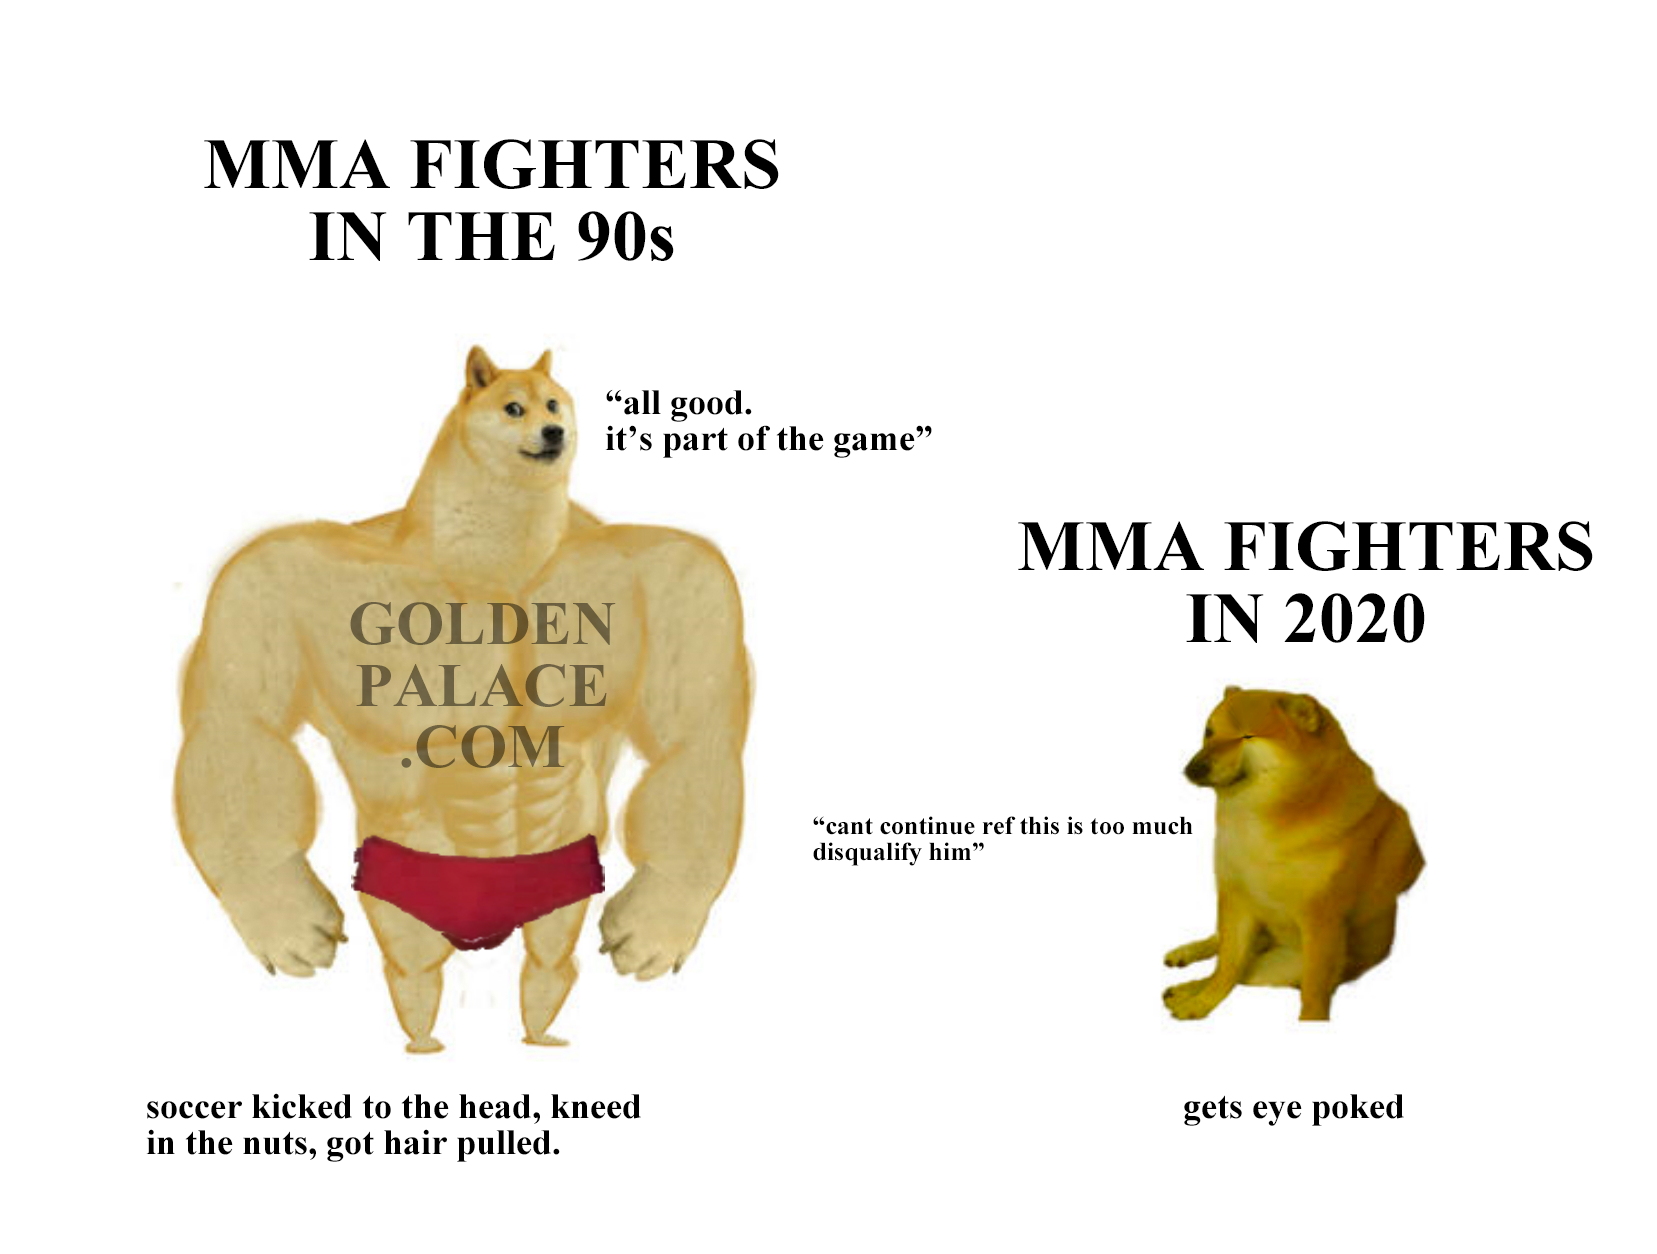 MMA FIGHTERS
IN THE 90s
“all good.
it’s part of the game”
GOLDEN
PALACE
.COM
soccer kicked to the head, kneed
in the nuts, got hair pulled.
MMA FIGHTERS
IN 2020
“cant continue ref this is too much
disqualify him”
gets eye poked